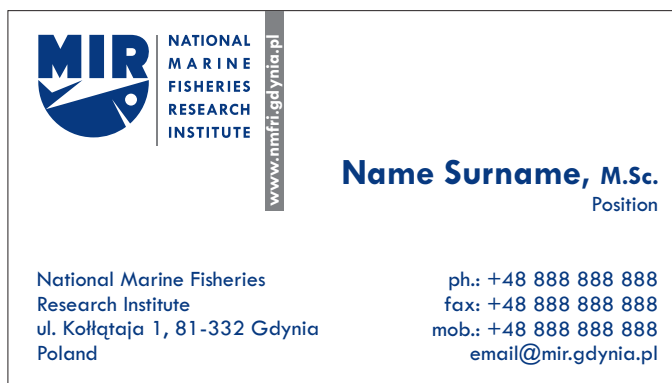 MIR
NATIONAL
MARINE
FISHERIES
RESEARCH
INSTITUTE
www.nmfri.gdynia.pl
Name Surname, M.Sc.
Position
National Marine Fisheries
Research Institute
ul. Kołłątaja 1, 81-332 Gdynia
Poland
ph.: +48 888 888 888
fax: +48 888 888 888
mob.: +48 888 888 888
email@mir.gdynia.pl